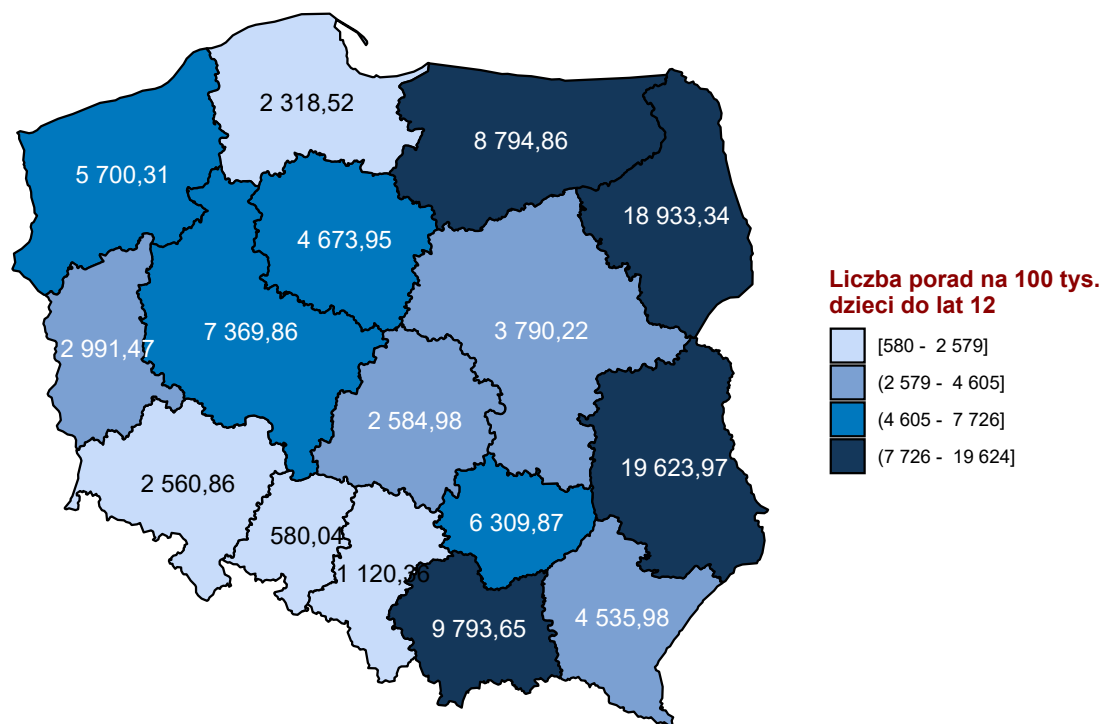 2 318,52
8 794,86
5 700,31
18 933,34
4 673,95
7 369,86
3 790,22
2 991,47
2 584,98
19 623,97
2 560,86
6 309,87
580,04
1 120,36
9 793,65
4 535,98
Liczba porad na 100 tys.
dzieci do lat 12
[580 - 2 579]
(2 579 - 4 605]
(4 605 - 7 726]
(7 726 - 19 624]